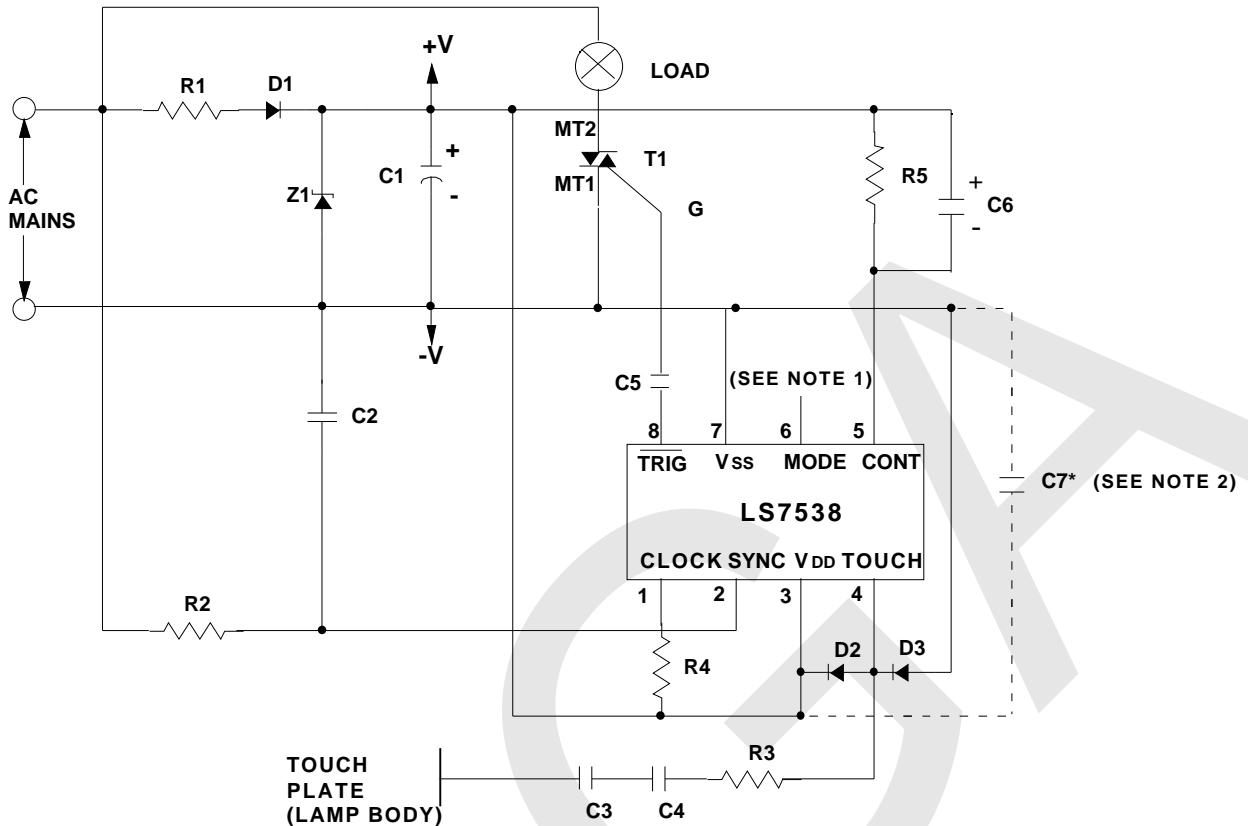 +V
LOAD
R1
D1
MT2
T1
MT1
+
C1
-
Z1
R5
+
C6
-
G
AC
MAINS
-V
C5
(SEE NOTE 1)
C2
8
7
6
5
TRIG
VSS
MODE
CONT
C7* (SEE NOTE 2)
LS7538
CLOCK
SYNC
VDD
TOUCH
1
2
3
4
R2
R4
D2
D3
R3
TOUCH
PLATE
(LAMP BODY)
C3
C4